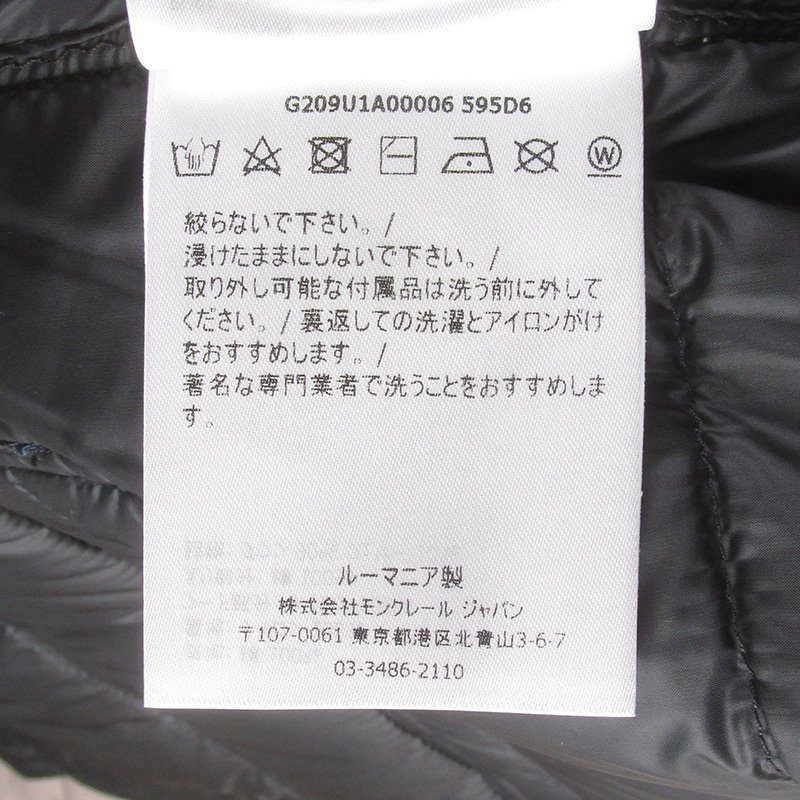 G209U1A00006 595D6
W
絞らないで下さい。/
浸けたままにしないで下さい。/
取り外し可能な付属品は洗う前に外して
ください。/ 裏返しての洗濯とアイロンがけ
をおすすめします。/
著名な専門業者で洗うことをおすすめしま
す。
ルーマニア製
株式会社モンクレール ジャパン
〒107-0061 東京都港区北青山3-6-7
03-3486-2110